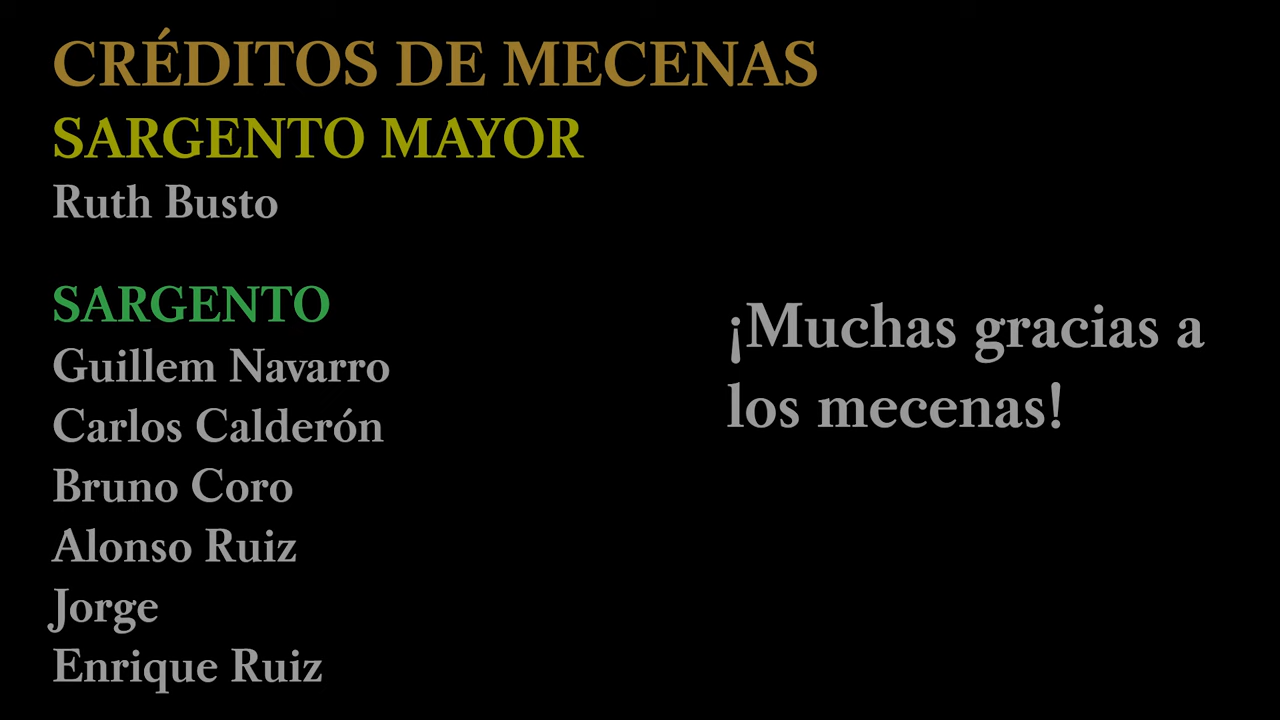 CRÉDITOS DE MECENAS
SARGENTO MAYOR
Ruth Busto
SARGENTO
Guillem Navarro
Carlos Calderón
Bruno Coro
Alonso Ruiz
Jorge
Enrique Ruiz
¡Muchas gracias a
los mecenas!